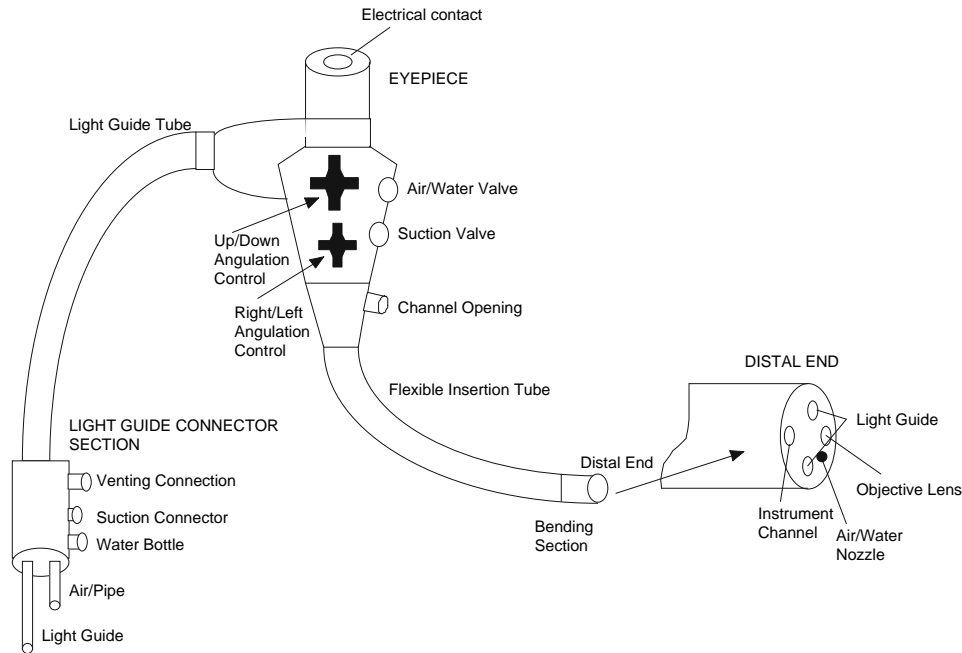 Electrical contact
EYEPIECE
Light Guide Tube
Air/Water Valve
Suction Valve
Up/Down
Angulation
Control
Right/Left
Angulation
Control
Channel Opening
Flexible Insertion Tube
DISTAL END
Light Guide
Objective Lens
Instrument
Channel
Air/Water
Nozzle
Distal End
Bending
Section
LIGHT GUIDE CONNECTOR
SECTION
Venting Connection
Suction Connector
Water Bottle
Air/Pipe
Light Guide